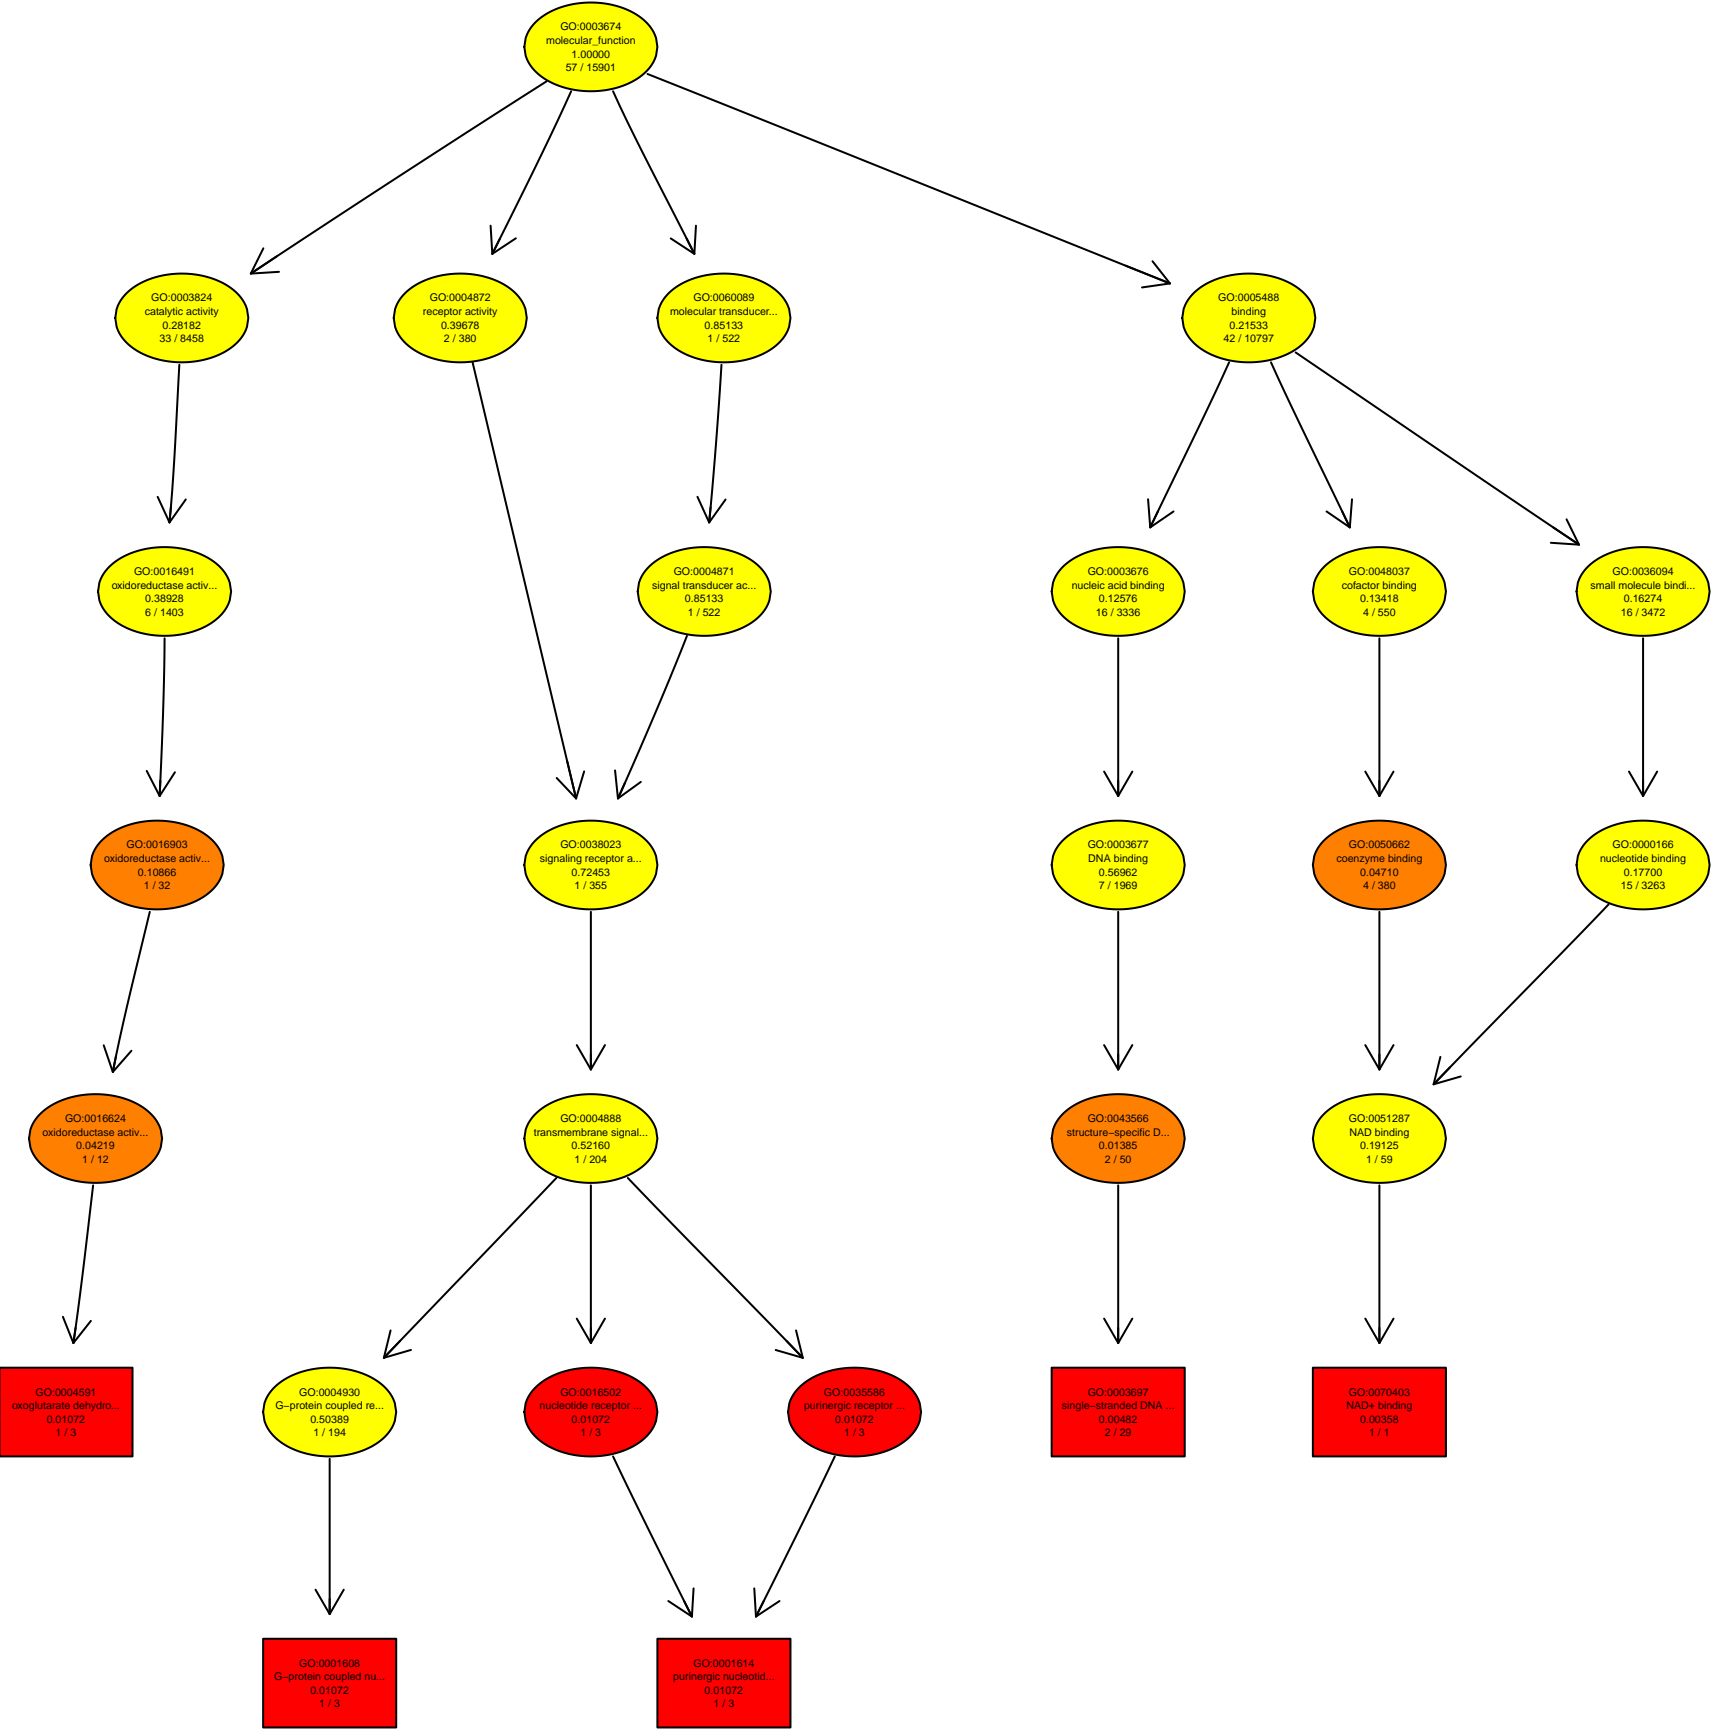 GO:0003674
molecular_function
1.00000
57 / 15901
GO:0003824
catalytic activity
0.28182
33 / 8458
GO:0004872
receptor activity
0.39678
2 / 380
GO:0060089
molecular transducer...
0.85133
1 / 522
GO:0005488
binding
0.21533
42 / 10797
GO:0016491
oxidoreductase activ...
0.38928
6 / 1403
GO:0004871
signal transducer ac...
0.85133
1 / 522
GO:0003676
nucleic acid binding
0.12576
16 / 3336
GO:0048037
cofactor binding
0.13418
4 / 550
GO:0036094
small molecule bindi...
0.16274
16 / 3472
GO:0016903
oxidoreductase activ...
0.10866
1 / 32
GO:0038023
signaling receptor a...
0.72453
1 / 355
GO:0003677
DNA binding
0.56962
7 / 1969
GO:0050662
coenzyme binding
0.04710
4 / 380
GO:0000166
nucleotide binding
0.17700
15 / 3263
GO:0016624
oxidoreductase activ...
0.04219
1 / 12
GO:0004888
transmembrane signal...
0.52160
1 / 204
GO:0043566
structure−specific D...
0.01385
2 / 50
GO:0051287
NAD binding
0.19125
1 / 59
GO:0004591
oxoglutarate dehydro...
0.01072
1 / 3
GO:0004930
G−protein coupled re...
0.50389
1 / 194
GO:0016502
nucleotide receptor ...
0.01072
1 / 3
GO:0035586
purinergic receptor ...
0.01072
1 / 3
GO:0003697
single−stranded DNA ...
0.00482
2 / 29
GO:0070403
NAD+ binding
0.00358
1 / 1
GO:0001608
G−protein coupled nu...
0.01072
1 / 3
GO:0001614
purinergic nucleotid...
0.01072
1 / 3